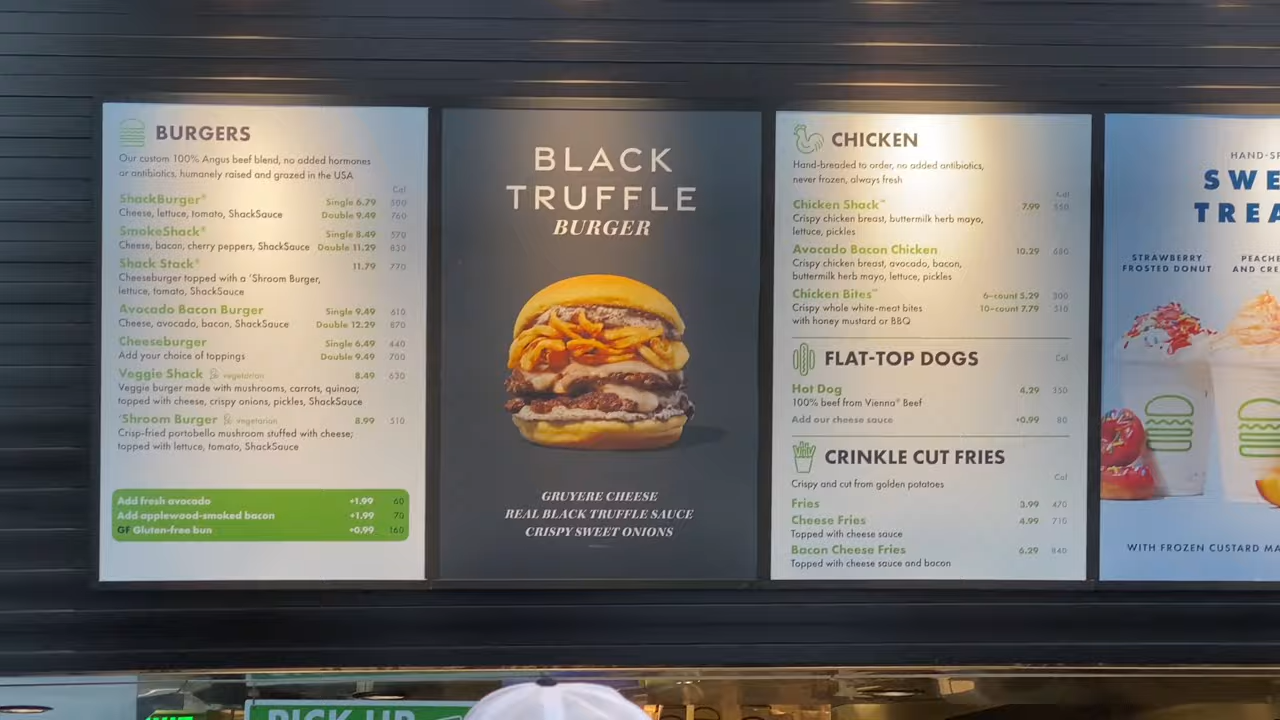 BURGERS
Our custom 100% Angus beef blend, no added hormones
or antibiotics, humanely raised and grazed in the USA
Cal
ShackBurger® Single 6.79 500
Cheese, lettuce, tomato, ShackSauce Double 9.49 760
SmokeShack® Single 8.49 570
Cheese, bacon, cherry peppers, ShackSauce Double 11.29 830
Shack Stack® 11.79 770
Cheeseburger topped with a 'Shroom Burger,
lettuce, tomato, ShackSauce
Avocado Bacon Burger Single 9.49 610
Cheese, avocado, bacon, ShackSauce Double 12.29 870
Cheeseburger Single 6.49 440
Add your choice of toppings Double 9.49 700
Veggie Shack vegetarian 8.49 630
Veggie burger made with mushrooms, carrots, quinoa;
topped with cheese, crispy onions, pickles, ShackSauce
'Shroom Burger vegetarian 8.99 510
Crisp-fried portobello mushroom stuffed with cheese;
topped with lettuce, tomato, ShackSauce
Add fresh avocado +1.99 60
Add applewood-smoked bacon +1.99 70
GF Gluten-free bun +0.99 160
BLACK
TRUFFLE
BURGER
GRUYERE CHEESE
REAL BLACK TRUFFLE SAUCE
CRISPY SWEET ONIONS
CHICKEN
Hand-breaded to order, no added antibiotics,
never frozen, always fresh
Cal
Chicken Shack™ 7.99 550
Crispy chicken breast, buttermilk herb mayo,
lettuce, pickles
Avocado Bacon Chicken 10.29 680
Crispy chicken breast, avocado, bacon,
buttermilk herb mayo, lettuce, pickles
Chicken Bites™ 6-count 5.29 300
Crispy whole white-meat bites 10-count 7.79 510
with honey mustard or BBQ
FLAT-TOP DOGS Cal
Hot Dog 4.29 350
100% beef from Vienna® Beef
Add our cheese sauce +0.99 80
CRINKLE CUT FRIES
Crispy and cut from golden potatoes Cal
Fries 3.99 470
Cheese Fries 4.99 710
Topped with cheese sauce
Bacon Cheese Fries 6.29 840
Topped with cheese sauce and bacon
HAND-SP
SWE
TREA
STRAWBERRY
FROSTED DONUT
PEACHE
AND CRE
WITH FROZEN CUSTARD MA
PICK UP